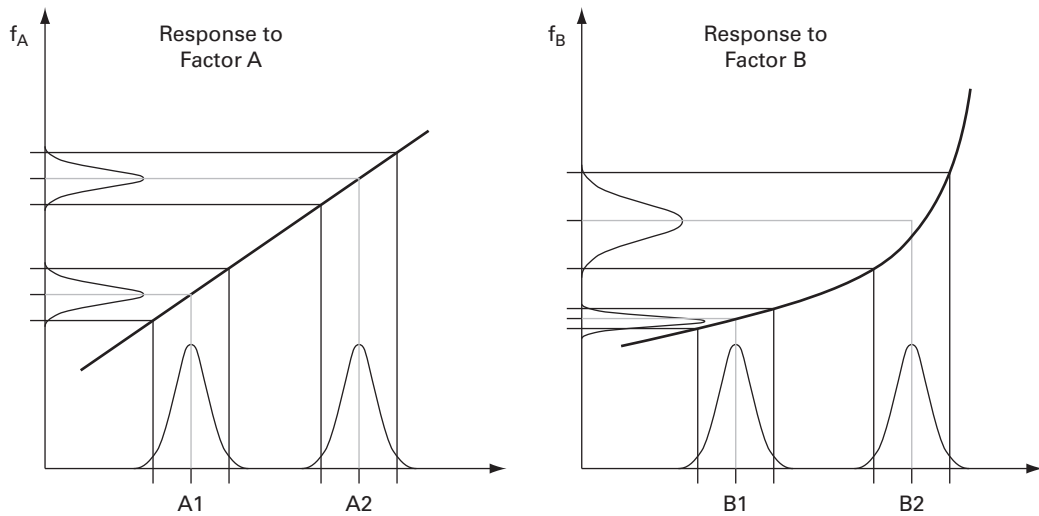 f_A
Response to
Factor A
A1
A2
f_B
Response to
Factor B
B1
B2